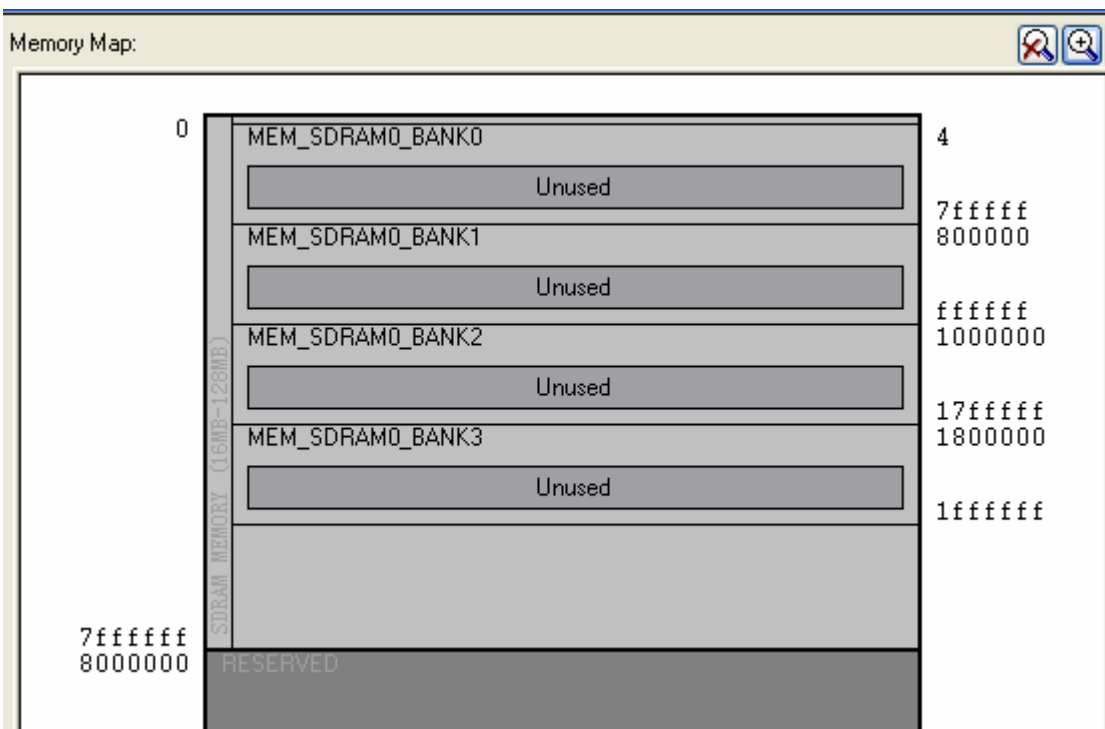 Memory Map:
0
MEM_SDRAM0_BANK0
4
Unused
7fffff
MEM_SDRAM0_BANK1
800000
Unused
ffffff
MEM_SDRAM0_BANK2
1000000
Unused
17fffff
MEM_SDRAM0_BANK3
1800000
Unused
1ffffff
SDRAM MEMORY (16MB-128MB)
7ffffff
8000000
RESERVED